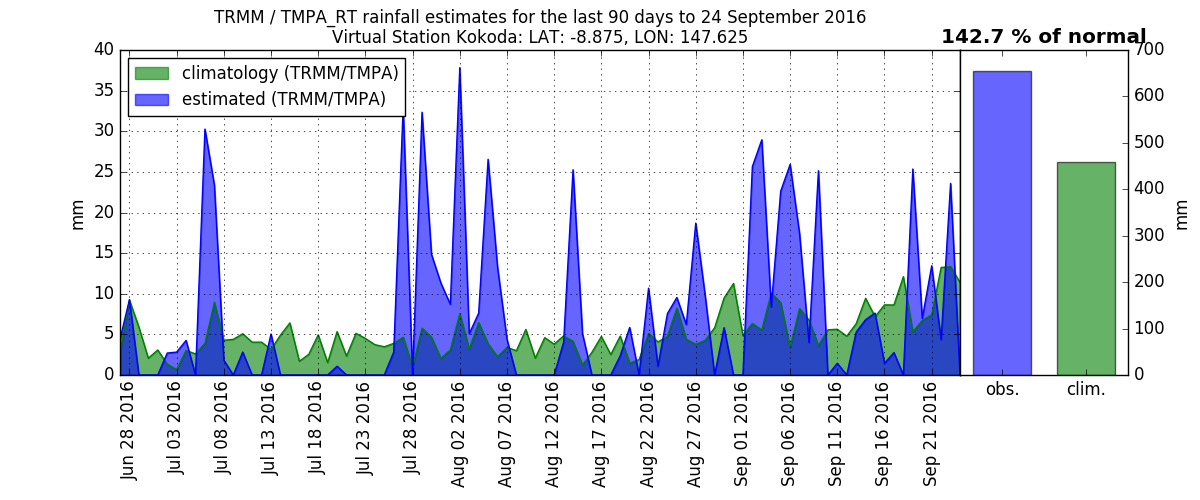 TRMM / TMPA_RT rainfall estimates for the last 90 days to 24 September 2016
Virtual Station Kokoda: LAT: -8.875, LON: 147.625
142.7 % of normal
climatology (TRMM/TMPA)
estimated (TRMM/TMPA)
mm
40
35
30
25
20
15
10
5
0
Jun 28 2016
Jul 03 2016
Jul 08 2016
Jul 13 2016
Jul 18 2016
Jul 23 2016
Jul 28 2016
Aug 02 2016
Aug 07 2016
Aug 12 2016
Aug 17 2016
Aug 22 2016
Aug 27 2016
Sep 01 2016
Sep 06 2016
Sep 11 2016
Sep 16 2016
Sep 21 2016
obs.
clim.
700
600
500
400
300
200
100
0
mm